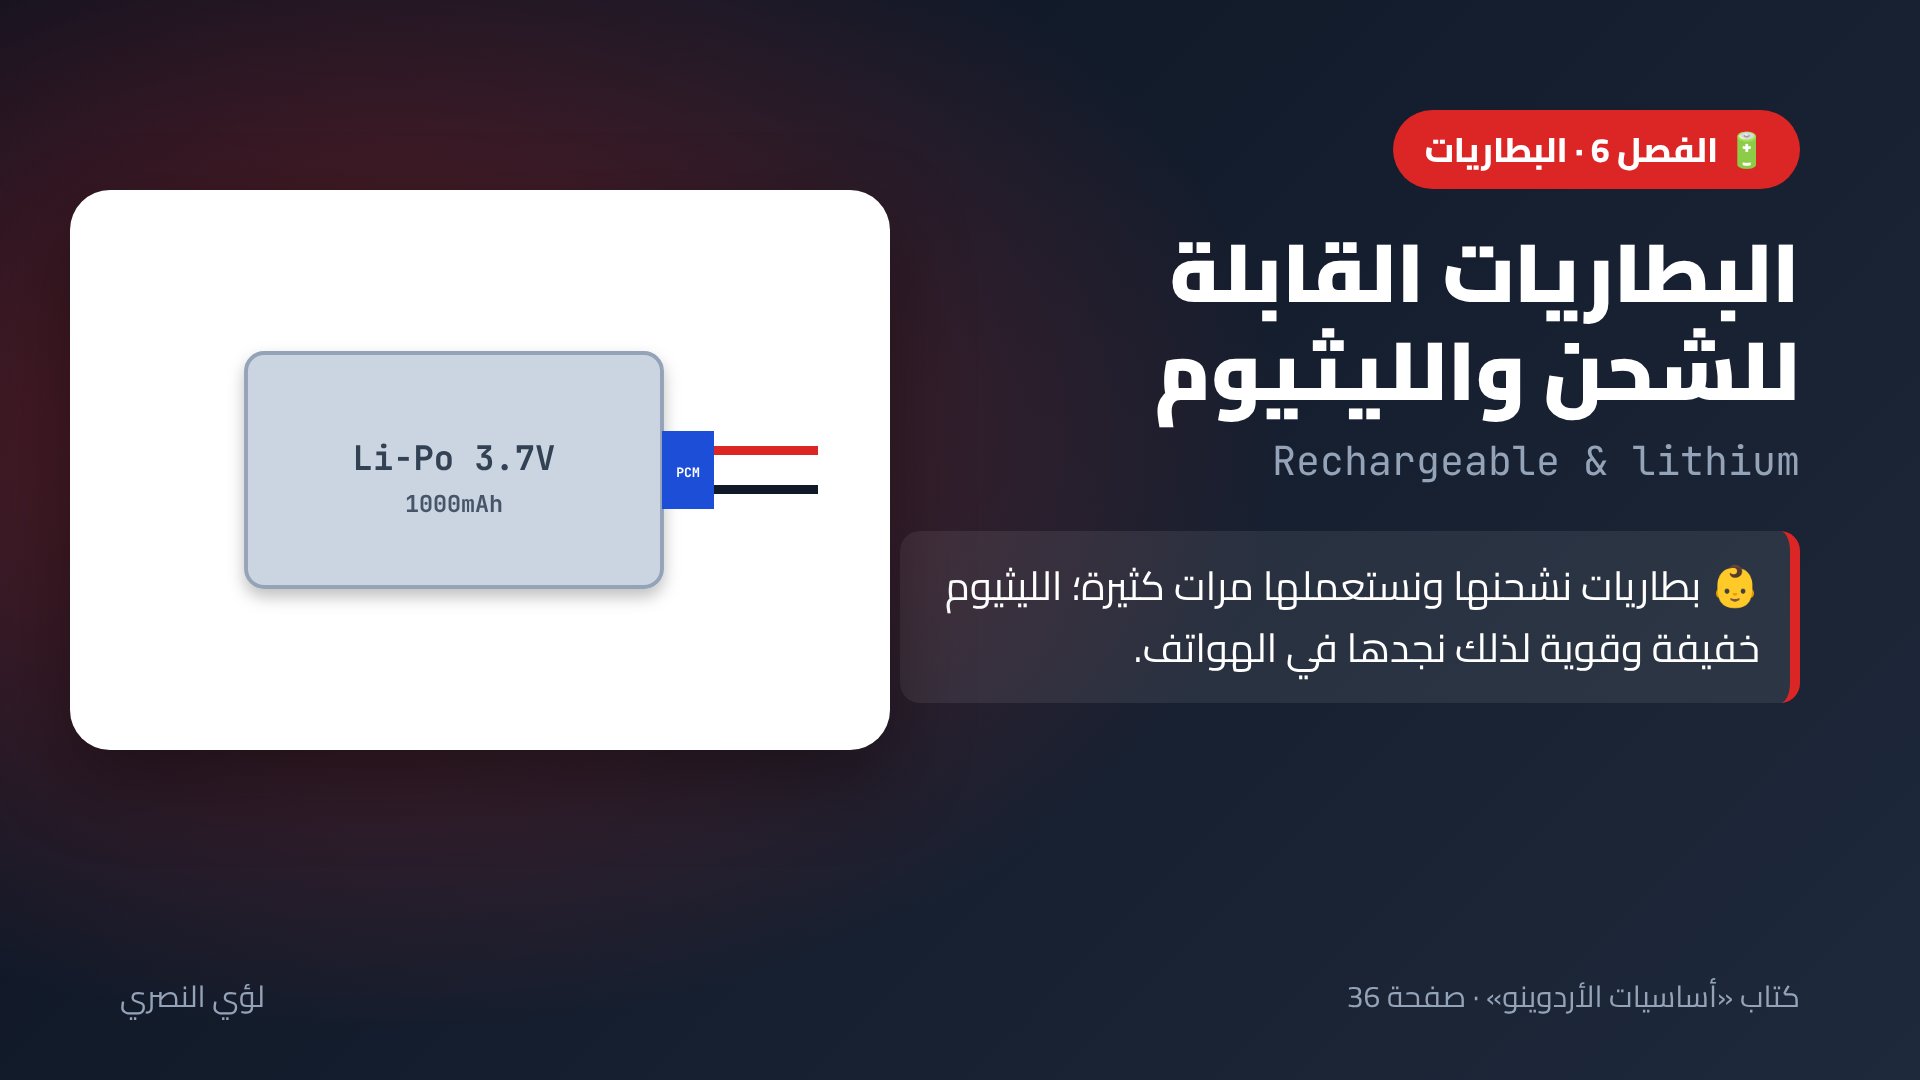 🔋 الفصل 6 · البطاريات
البطاريات القابلة
للشحن والليثيوم
Rechargeable & lithium
👶 بطاريات نشحنها ونستعملها مرات كثيرة؛ الليثيوم
خفيفة وقوية لذلك نجدها في الهواتف.
Li-Po 3.7V
1000mAh
PCM
كتاب «أساسيات الأردوينو» · صفحة 36
لؤي النصري